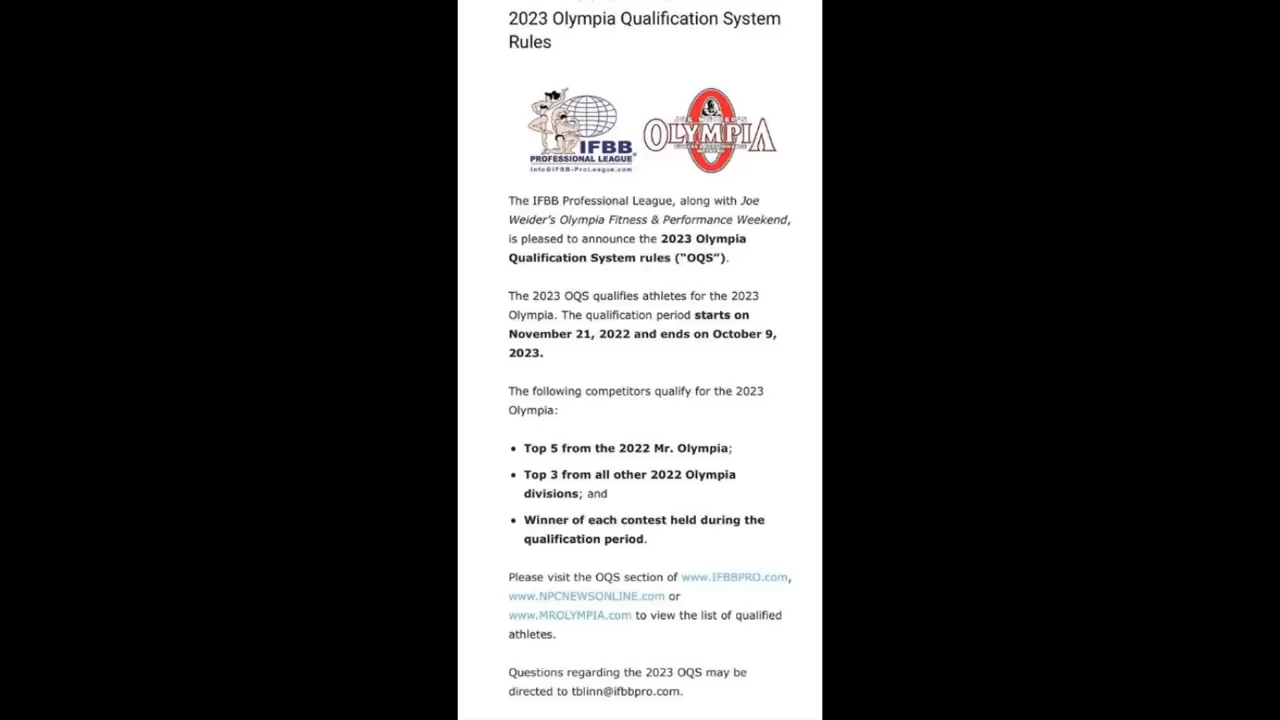 2023 Olympia Qualification System
Rules
IFBB
PROFESSIONAL LEAGUE
Info@IFBB-ProLeague.com
JOE WEIDER'S
OLYMPIA
The IFBB Professional League, along with Joe
Weider's Olympia Fitness & Performance Weekend,
is pleased to announce the 2023 Olympia
Qualification System rules (“OQS”).
The 2023 OQS qualifies athletes for the 2023
Olympia. The qualification period starts on
November 21, 2022 and ends on October 9,
2023.
The following competitors qualify for the 2023
Olympia:
• Top 5 from the 2022 Mr. Olympia;
• Top 3 from all other 2022 Olympia
divisions; and
• Winner of each contest held during the
qualification period.
Please visit the OQS section of www.IFBBPRO.com,
www.NPCNEWSONLINE.com or
www.MROLYMPIA.com to view the list of qualified
athletes.
Questions regarding the 2023 OQS may be
directed to tblinn@ifbbpro.com.